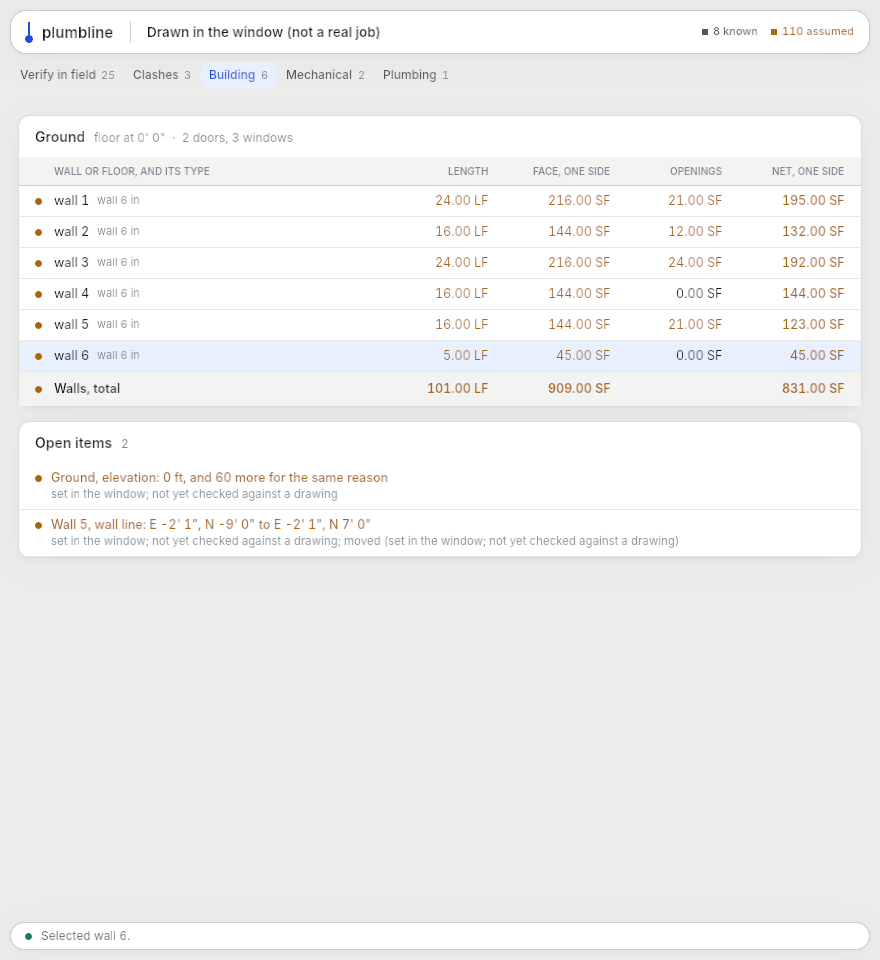 plumbline
Drawn in the window (not a real job)
8 known
110 assumed
Verify in field 25
Clashes 3
Building 6
Mechanical 2
Plumbing 1
Ground floor at 0' 0" · 2 doors, 3 windows
WALL OR FLOOR, AND ITS TYPE LENGTH FACE, ONE SIDE OPENINGS NET, ONE SIDE
wall 1 wall 6 in 24.00 LF 216.00 SF 21.00 SF 195.00 SF
wall 2 wall 6 in 16.00 LF 144.00 SF 12.00 SF 132.00 SF
wall 3 wall 6 in 24.00 LF 216.00 SF 24.00 SF 192.00 SF
wall 4 wall 6 in 16.00 LF 144.00 SF 0.00 SF 144.00 SF
wall 5 wall 6 in 16.00 LF 144.00 SF 21.00 SF 123.00 SF
wall 6 wall 6 in 5.00 LF 45.00 SF 0.00 SF 45.00 SF
Walls, total 101.00 LF 909.00 SF 831.00 SF
Open items 2
Ground, elevation: 0 ft, and 60 more for the same reason
set in the window; not yet checked against a drawing
Wall 5, wall line: E -2' 1", N -9' 0" to E -2' 1", N 7' 0"
set in the window; not yet checked against a drawing; moved (set in the window; not yet checked against a drawing)
Selected wall 6.